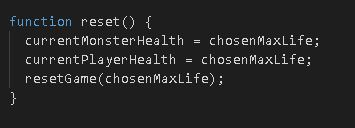 function reset() {
  currentMonsterHealth = chosenMaxLife;
  currentPlayerHealth = chosenMaxLife;
  resetGame(chosenMaxLife);
}